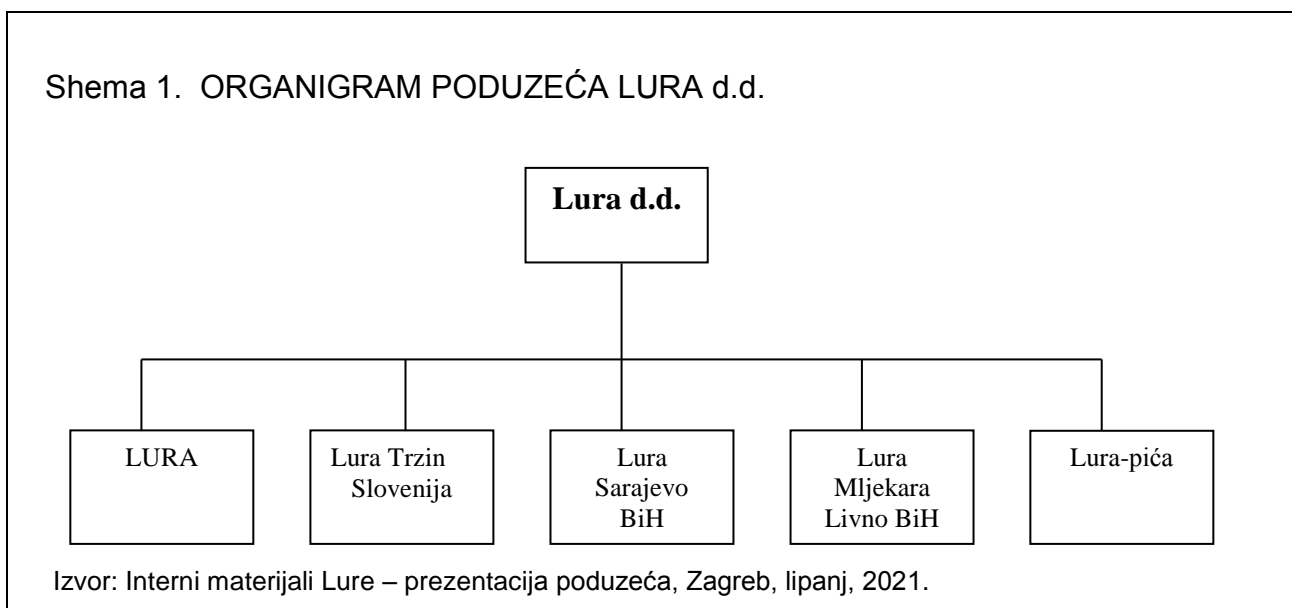 Shema 1. ORGANIGRAM PODUZEĆA LURA d.d.
Lura d.d.
LURA
Lura Trzin
Slovenija
Lura
Sarajevo
BiH
Lura
Mljekara
Livno BiH
Lura-pića
Izvor: Interni materijali Lure – prezentacija poduzeća, Zagreb, lipanj, 2021.